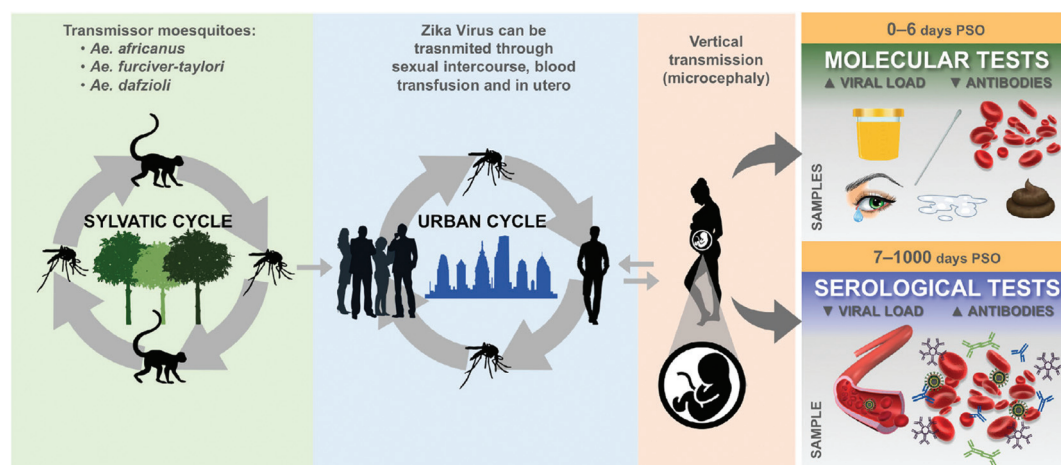 Transmissor moesquitoes:
• Ae. africanus
• Ae. furciver-taylori
• Ae. dafzioli
SYLVATIC CYCLE
Zika Virus can be
trasnmited through
sexual intercourse, blood
transfusion and in utero
URBAN CYCLE
Vertical
transmission
(microcephaly)
0–6 days PSO
MOLECULAR TESTS
▲ VIRAL LOAD ▼ ANTIBODIES
SAMPLES
7–1000 days PSO
SEROLOGICAL TESTS
▼ VIRAL LOAD ▲ ANTIBODIES
SAMPLE